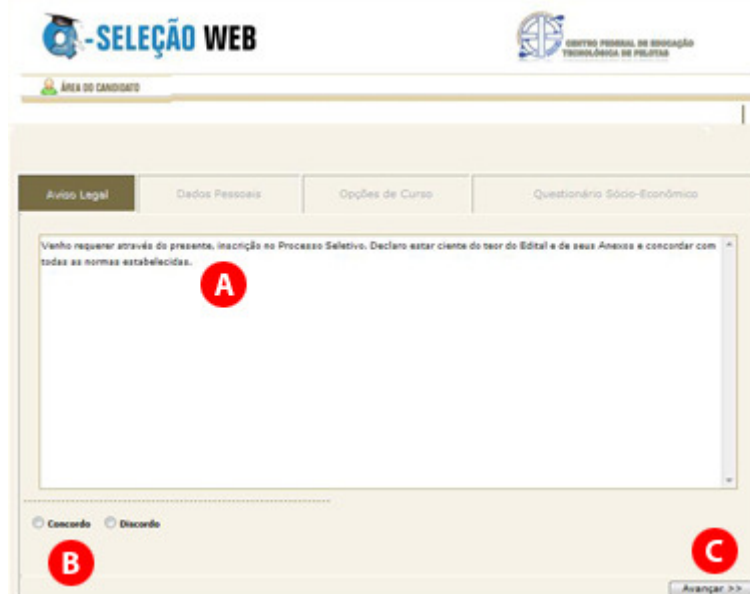 Q-SELEÇÃO WEB
CENTRO FEDERAL DE EDUCAÇÃO
TECNOLÓGICA DE PELOTAS
ÁREA DO CANDIDATO
Aviso Legal Dados Pessoais Opções de Curso Questionário Sócio-Econômico
Venho requerer através do presente, inscrição no Processo Seletivo. Declaro estar ciente do teor do Edital e de seus Anexos e concordar com
todas as normas estabelecidas.
A
Concordo Discordo
B
C
Avançar >>